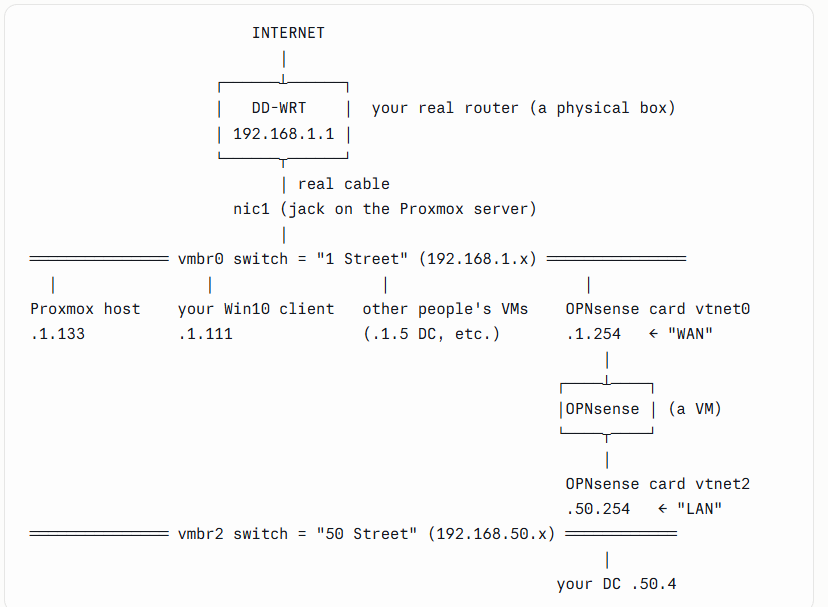 INTERNET
DD-WRT your real router (a physical box)
192.168.1.1
real cable
nic1 (jack on the Proxmox server)
vmbr0 switch = "1 Street" (192.168.1.x)
Proxmox host your Win10 client other people's VMs OPNsense card vtnet0
.1.133 .1.111 (.1.5 DC, etc.) .1.254 ← "WAN"
OPNsense (a VM)
OPNsense card vtnet2
.50.254 ← "LAN"
vmbr2 switch = "50 Street" (192.168.50.x)
your DC .50.4